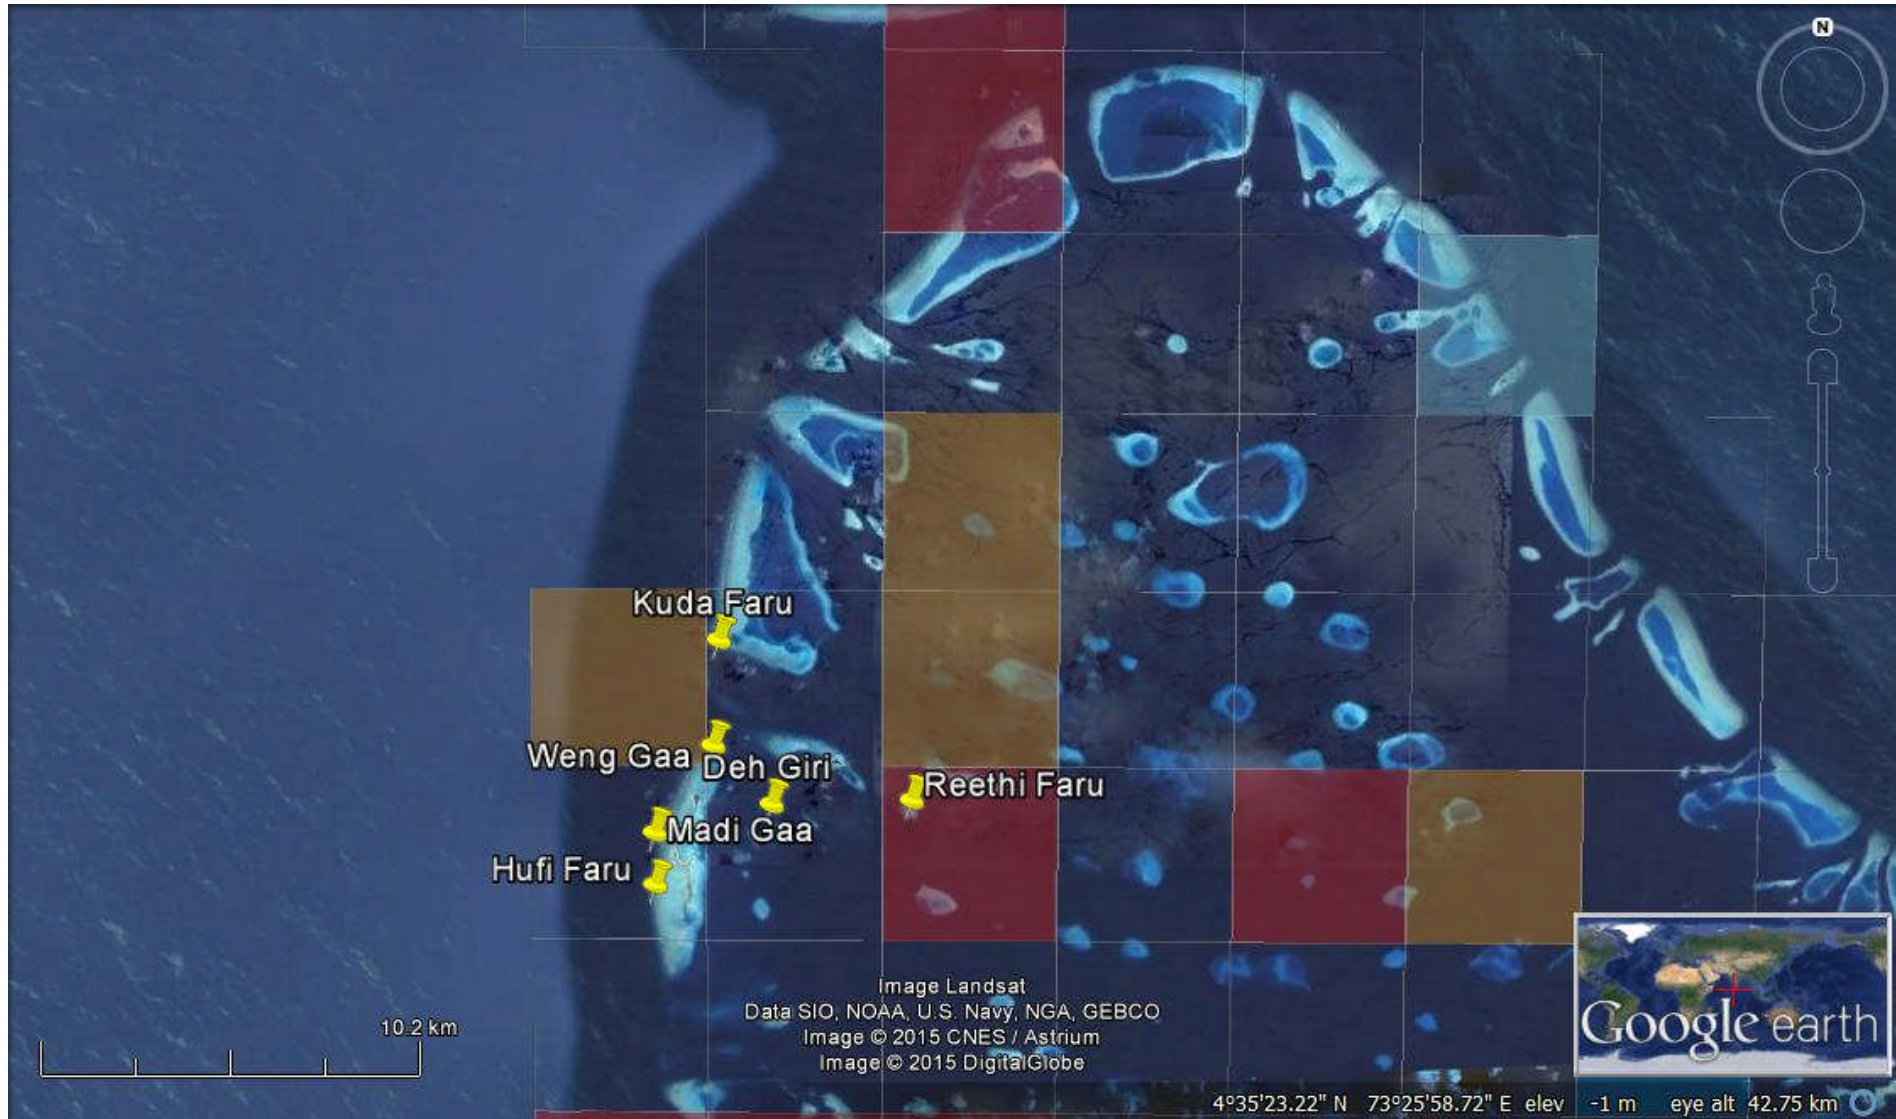 N
Kuda Faru
Weng Gaa
Deh Giri
Reethi Faru
Madi Gaa
Hufi Faru
Image Landsat
Data SIO, NOAA, U.S. Navy, NGA, GEBCO
Image © 2015 CNES / Astrium
Image © 2015 DigitalGlobe
10.2 km
Google earth
4°35'23.22" N 73°25'58.72" E elev -1 m eye alt 42.75 km